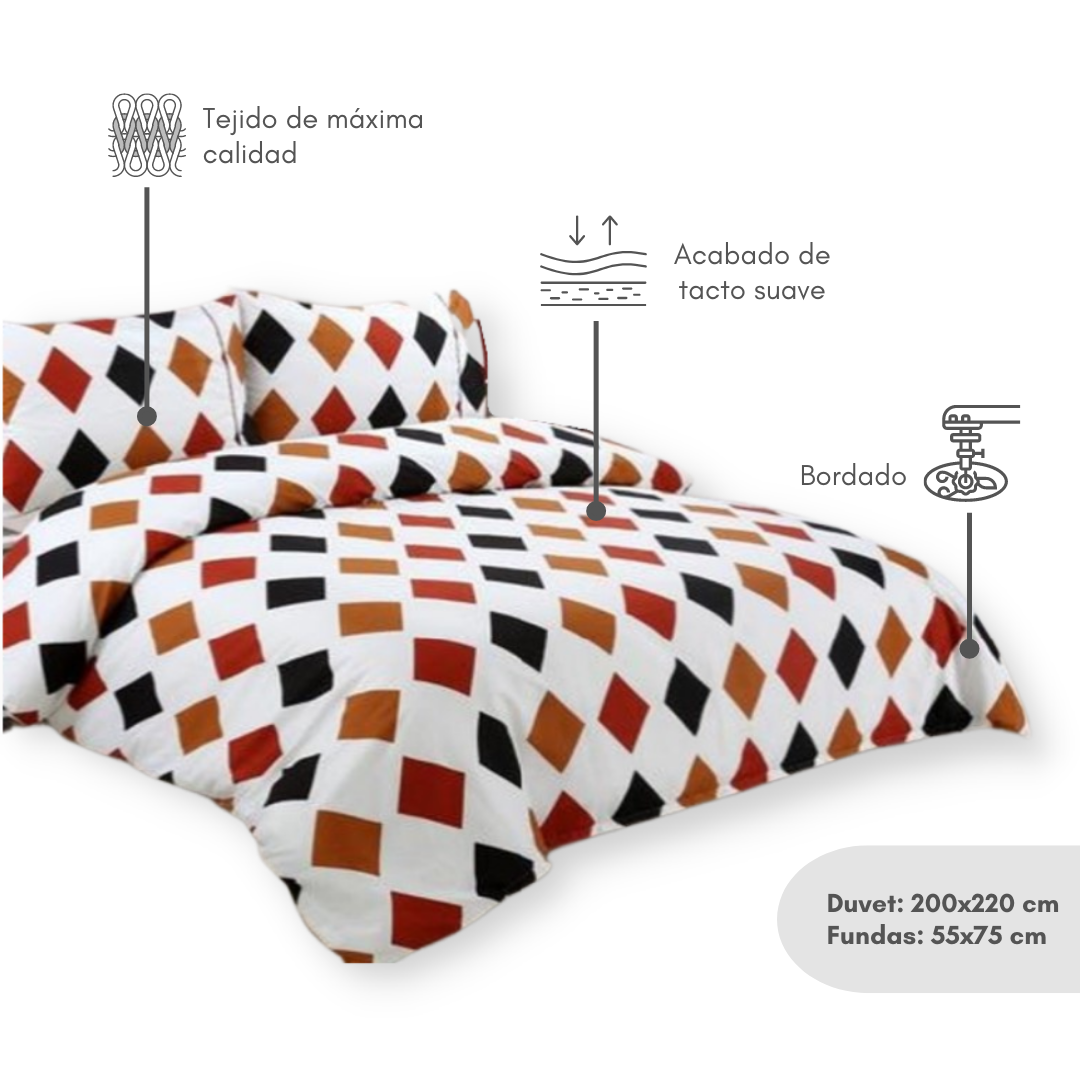 Tejido de máxima
calidad
Acabado de
tacto suave
Bordado
Duvet: 200x220 cm
Fundas: 55x75 cm